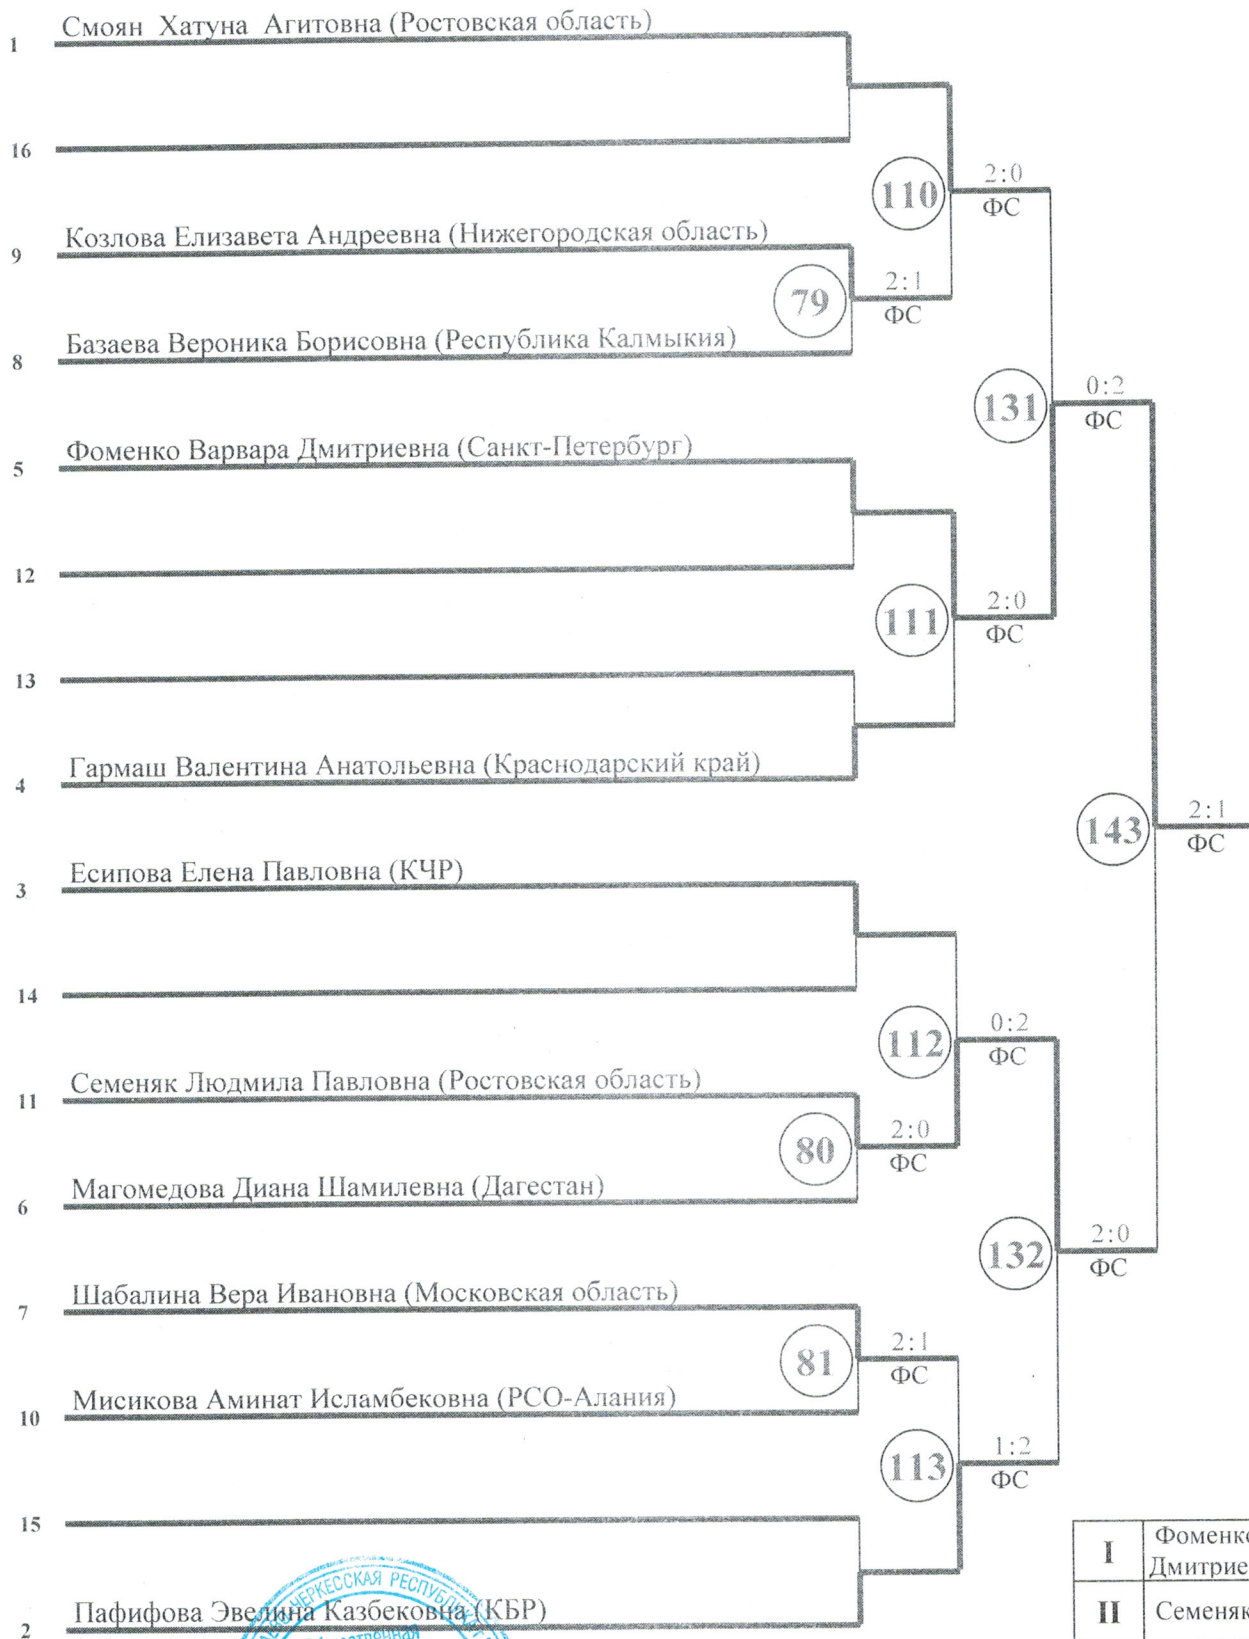 Смоян Хатуна Агитовна (Ростовская область)
1
16
110
2:0
ФС
Козлова Елизавета Андреевна (Нижегородская область)
9
79
2:1
ФС
Базаева Вероника Борисовна (Республика Калмыкия)
8
131
0:2
ФС
Фоменко Варвара Дмитриевна (Санкт-Петербург)
5
12
111
2:0
ФС
13
Гармаш Валентина Анатольевна (Краснодарский край)
4
143
2:1
ФС
Есипова Елена Павловна (КЧР)
3
14
112
0:2
ФС
Семеняк Людмила Павловна (Ростовская область)
11
80
2:0
ФС
Магомедова Диана Шамилевна (Дагестан)
6
132
2:0
ФС
Шабалина Вера Ивановна (Московская область)
7
81
2:1
ФС
Мисикова Аминат Исламбековна (РСО-Алания)
10
113
1:2
ФС
15
I Фоменко
Дмитрие
ЧЕРКЕССКАЯ
Пафифова Эвелина Казбековна (КБР)
2
II Семеняк